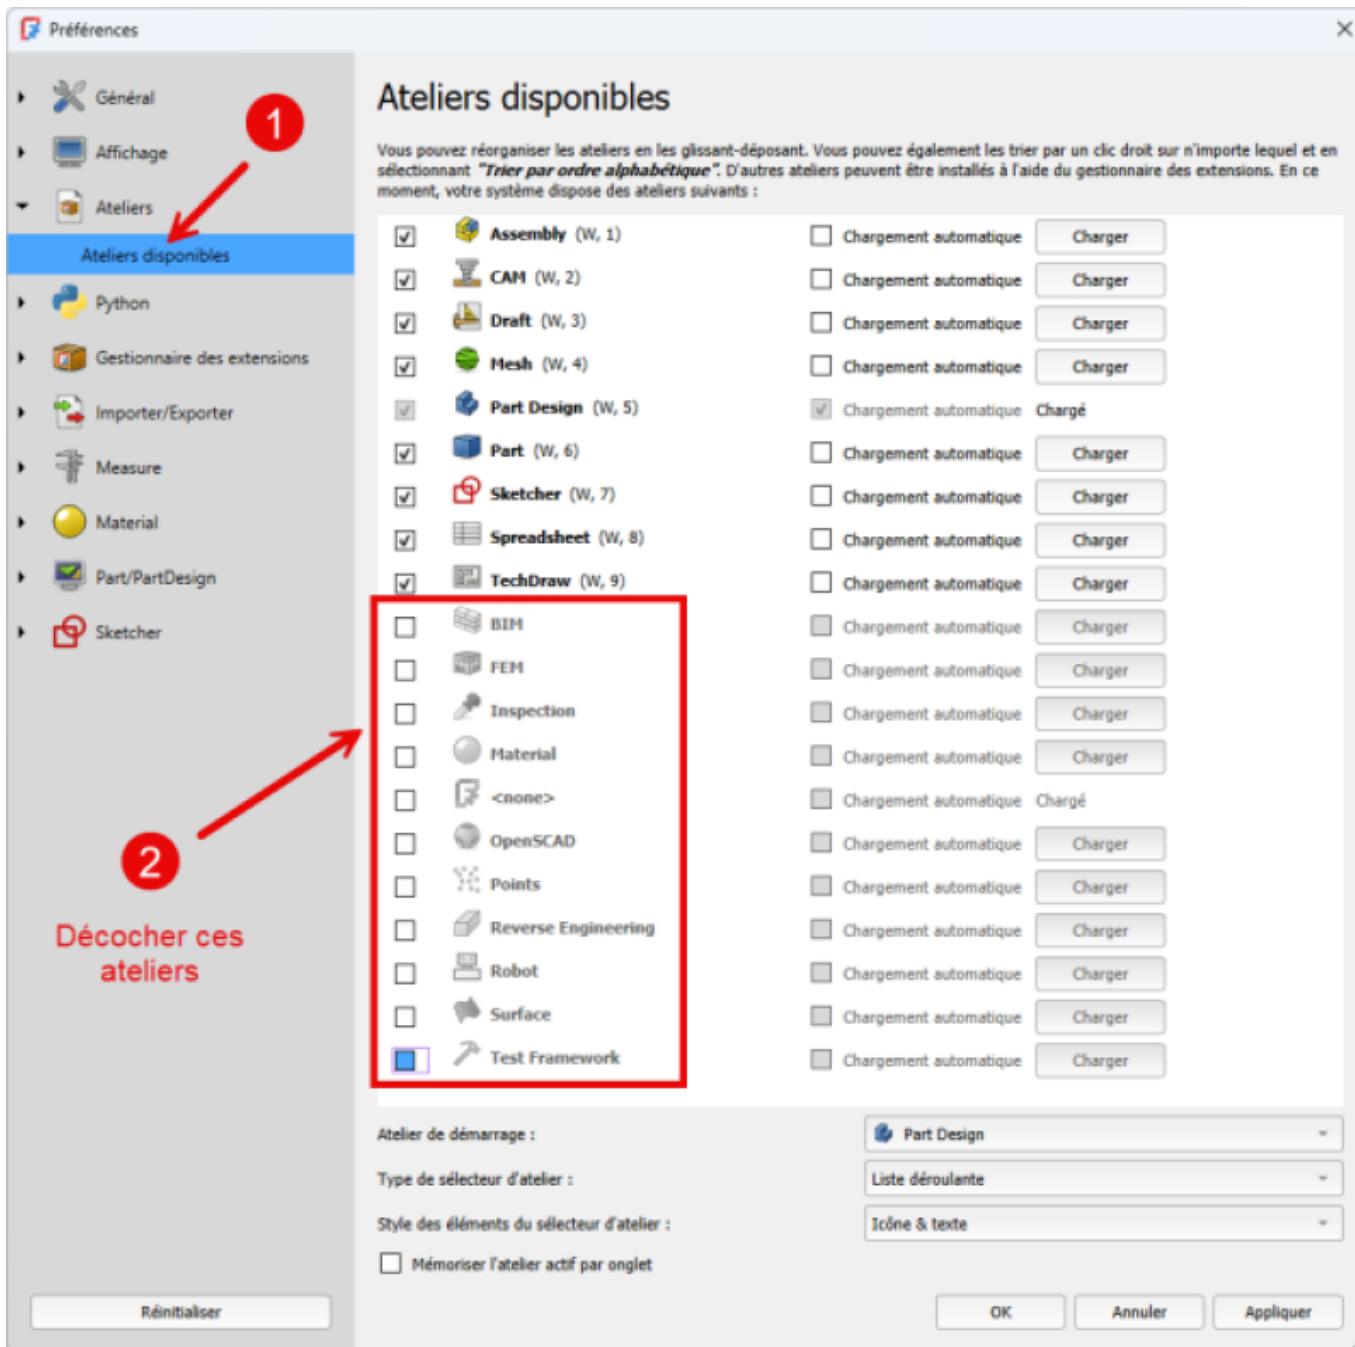 Préférences
Général
Affichage
Ateliers
Ateliers disponibles
Python
Gestionnaire des extensions
Importer/Exporter
Measure
Material
Part/PartDesign
Sketcher
1
2
Décocher ces
ateliers
Réinitialiser
Ateliers disponibles
Vous pouvez réorganiser les ateliers en les glissant-déposant. Vous pouvez également les trier par un clic droit sur n'importe lequel et en
sélectionnant "Trier par ordre alphabétique". D'autres ateliers peuvent être installés à l'aide du gestionnaire des extensions. En ce
moment, votre système dispose des ateliers suivants :
Assembly (W, 1) Chargement automatique Charger
CAM (W, 2) Chargement automatique Charger
Draft (W, 3) Chargement automatique Charger
Mesh (W, 4) Chargement automatique Charger
Part Design (W, 5) Chargement automatique Chargé
Part (W, 6) Chargement automatique Charger
Sketcher (W, 7) Chargement automatique Charger
Spreadsheet (W, 8) Chargement automatique Charger
TechDraw (W, 9) Chargement automatique Charger
BIM Chargement automatique Charger
FEM Chargement automatique Charger
Inspection Chargement automatique Charger
Material Chargement automatique Charger
<none> Chargement automatique Chargé
OpenSCAD Chargement automatique Charger
Points Chargement automatique Charger
Reverse Engineering Chargement automatique Charger
Robot Chargement automatique Charger
Surface Chargement automatique Charger
Test Framework Chargement automatique Charger
Atelier de démarrage : Part Design
Type de sélecteur d'atelier : Liste déroulante
Style des éléments du sélecteur d'atelier : Icône & texte
Mémoriser l'atelier actif par onglet
OK Annuler Appliquer